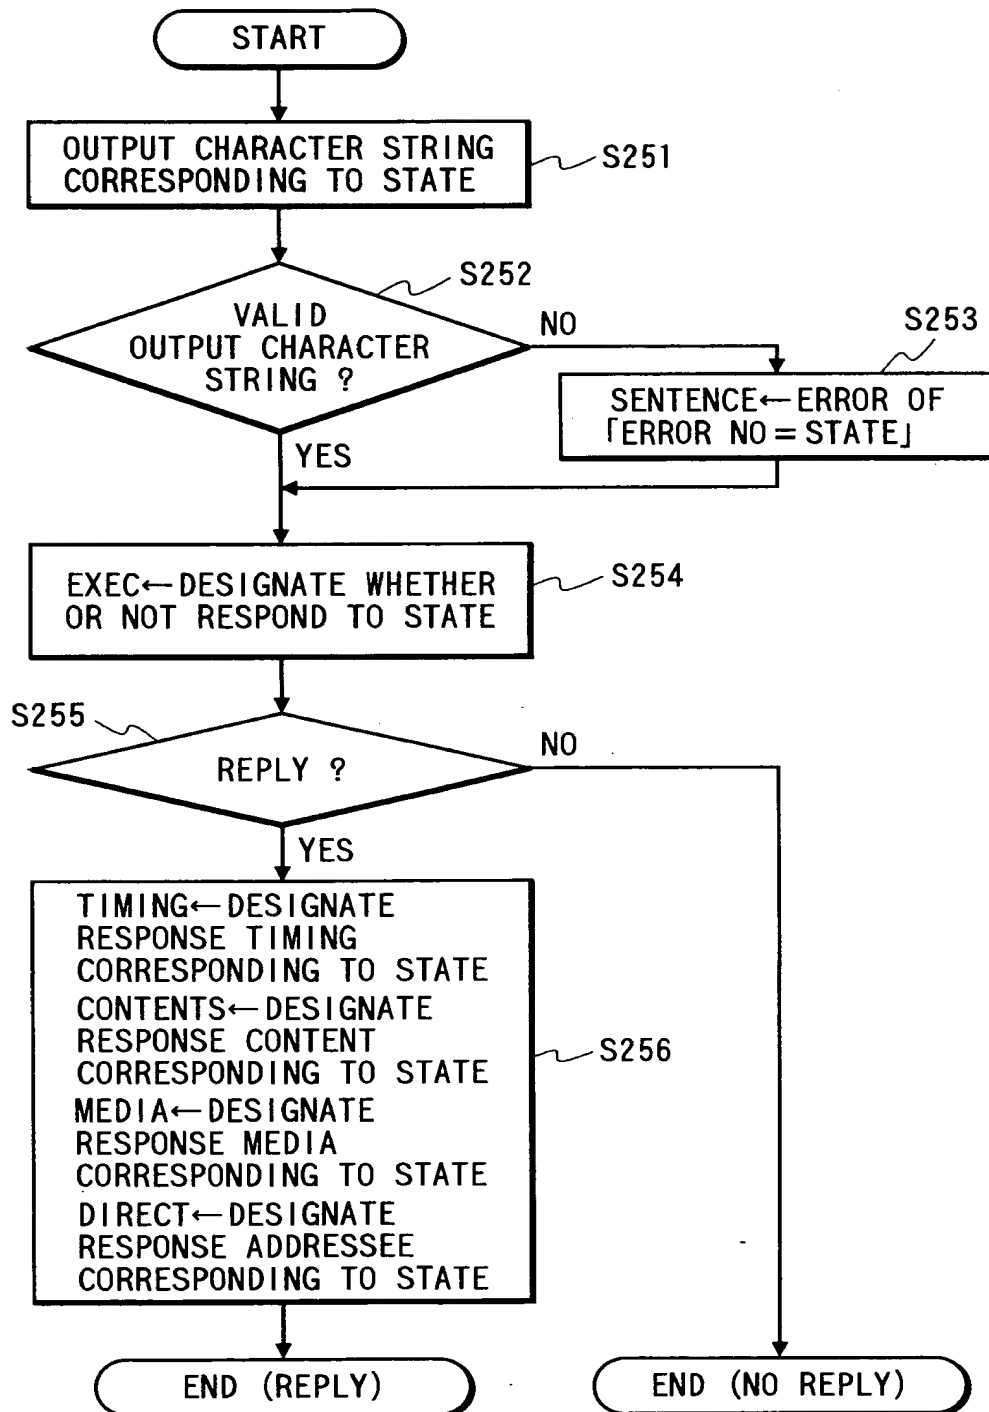 START
OUTPUT CHARACTER STRING
CORRESPONDING TO STATE
S251
S252
VALID
OUTPUT CHARACTER
STRING ?
NO
S253
SENTENCE←ERROR OF
「ERROR NO=STATE」
YES
EXEC←DESIGNATE WHETHER
OR NOT RESPOND TO STATE
S254
S255
REPLY ?
NO
YES
TIMING←DESIGNATE
RESPONSE TIMING
CORRESPONDING TO STATE
CONTENTS←DESIGNATE
RESPONSE CONTENT
CORRESPONDING TO STATE
MEDIA←DESIGNATE
RESPONSE MEDIA
CORRESPONDING TO STATE
DIRECT←DESIGNATE
RESPONSE ADDRESSEE
CORRESPONDING TO STATE
S256
END (REPLY)
END (NO REPLY)